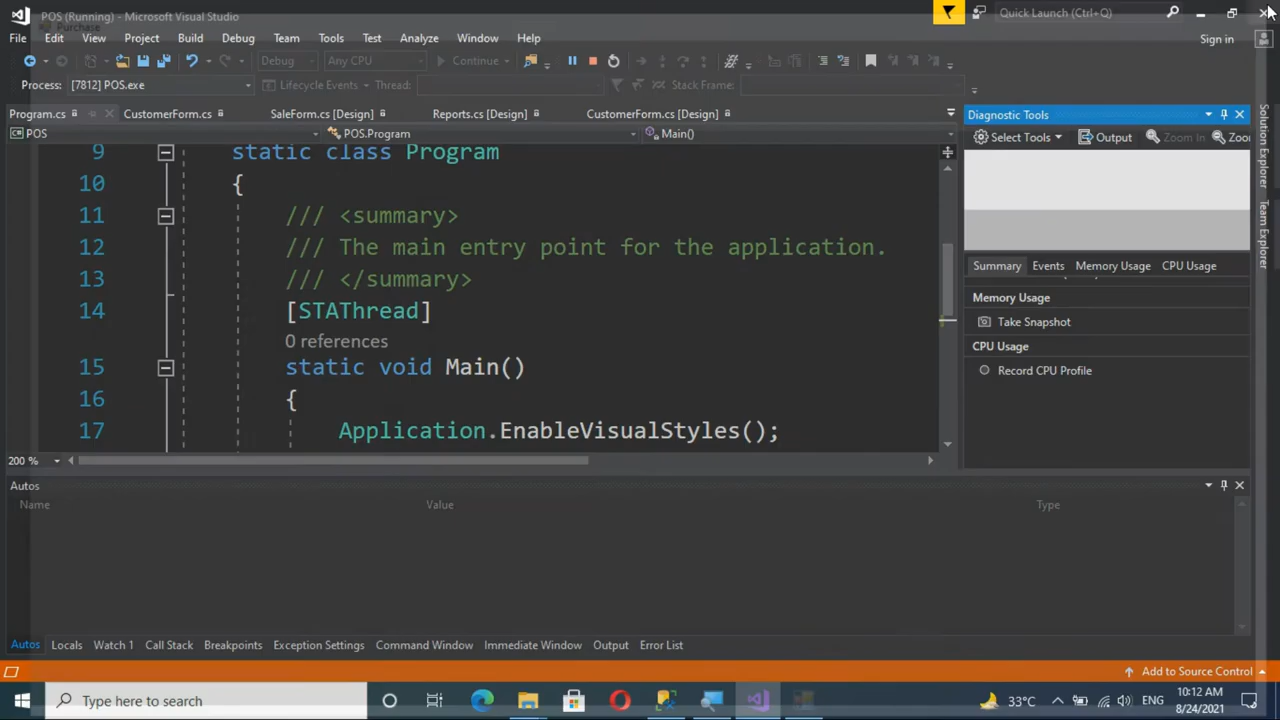 POS (Running) - Microsoft Visual Studio
Purchase
Quick Launch (Ctrl+Q)
File Edit View Project Build Debug Team Tools Test Analyze Window Help
Sign in
Debug Any CPU Continue
Process: [7812] POS.exe Lifecycle Events Thread: Stack Frame:
Program.cs CustomerForm.cs SaleForm.cs [Design] Reports.cs [Design] CustomerForm.cs [Design]
Diagnostic Tools
POS POS.Program Main()
Select Tools Output Zoom In Zoo
9 static class Program
10 {
11 /// <summary>
12 /// The main entry point for the application.
13 /// </summary>
14 [STAThread]
0 references
15 static void Main()
16 {
17 Application.EnableVisualStyles();
200 %
Summary Events Memory Usage CPU Usage
Memory Usage
Take Snapshot
CPU Usage
Record CPU Profile
Solution Explorer
Team Explorer
Autos
Name Value Type
Autos Locals Watch 1 Call Stack Breakpoints Exception Settings Command Window Immediate Window Output Error List
Add to Source Control
Type here to search
33°C ENG
10:12 AM
8/24/2021